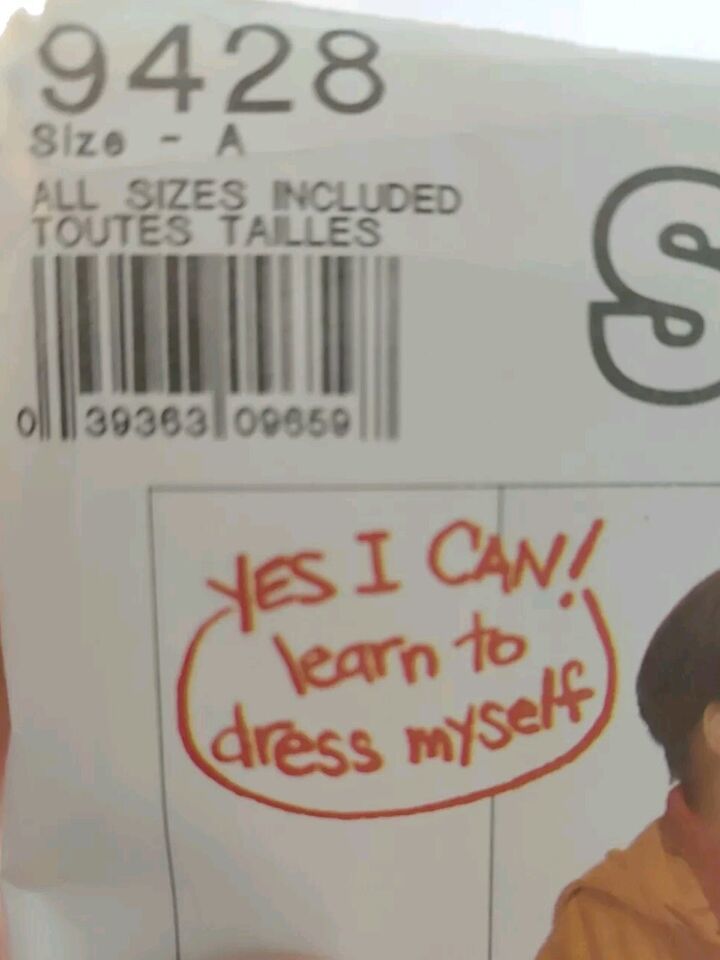 9428
Size - A
ALL SIZES INCLUDED
TOUTES TAILLES
0 39363 09659
S
YES I CAN!
learn to
dress myself